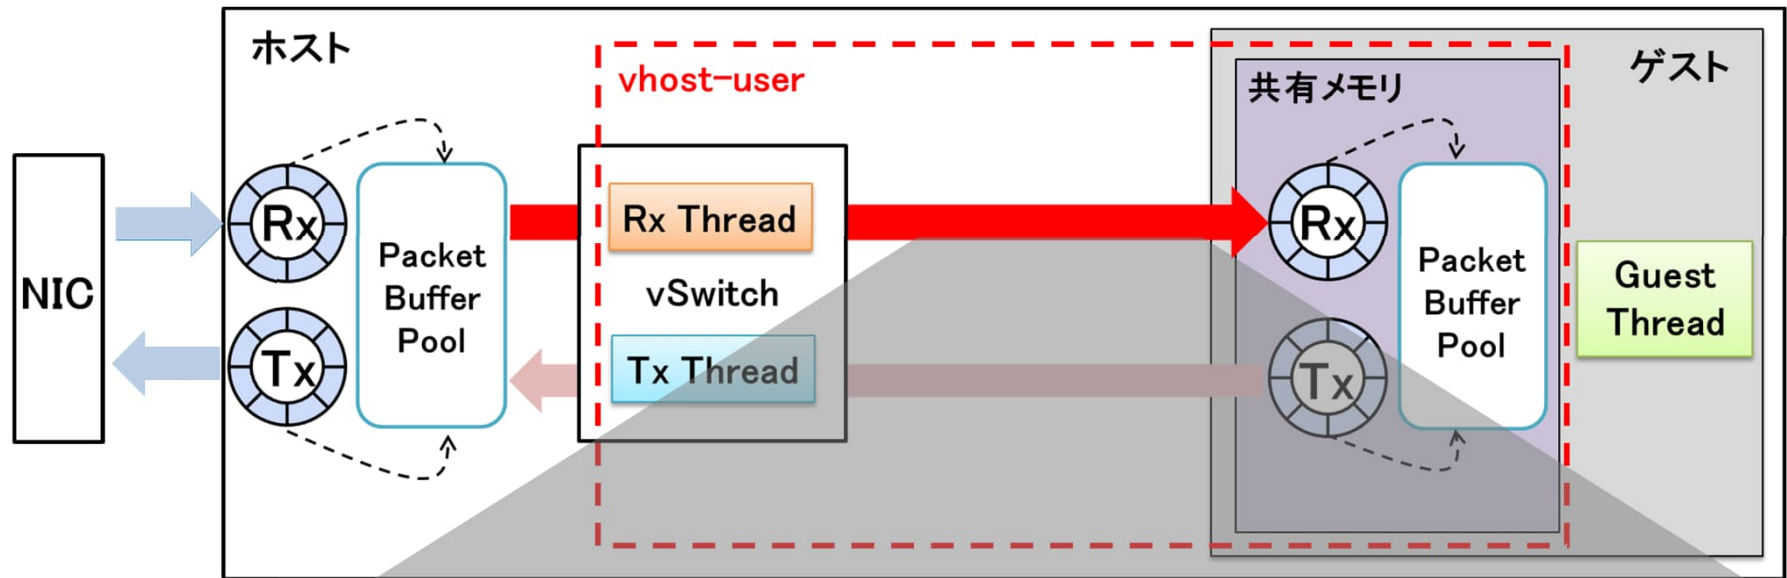 ホスト
vhost-user
ゲスト
共有メモリ
NIC
Rx
Tx
Packet
Buffer
Pool
Rx Thread
vSwitch
Tx Thread
Rx
Tx
Packet
Buffer
Pool
Guest
Thread